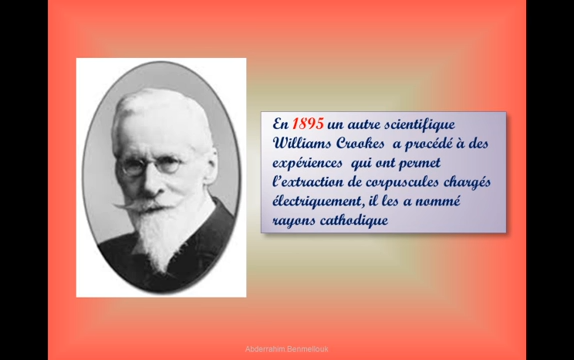 En 1895 un autre scientifique
Williams Crookes a procédé à des
expériences qui ont permet
l'extraction de corpuscules chargés
électriquement, il les a nommé
rayons cathodique
Abderrahim Benmelouk